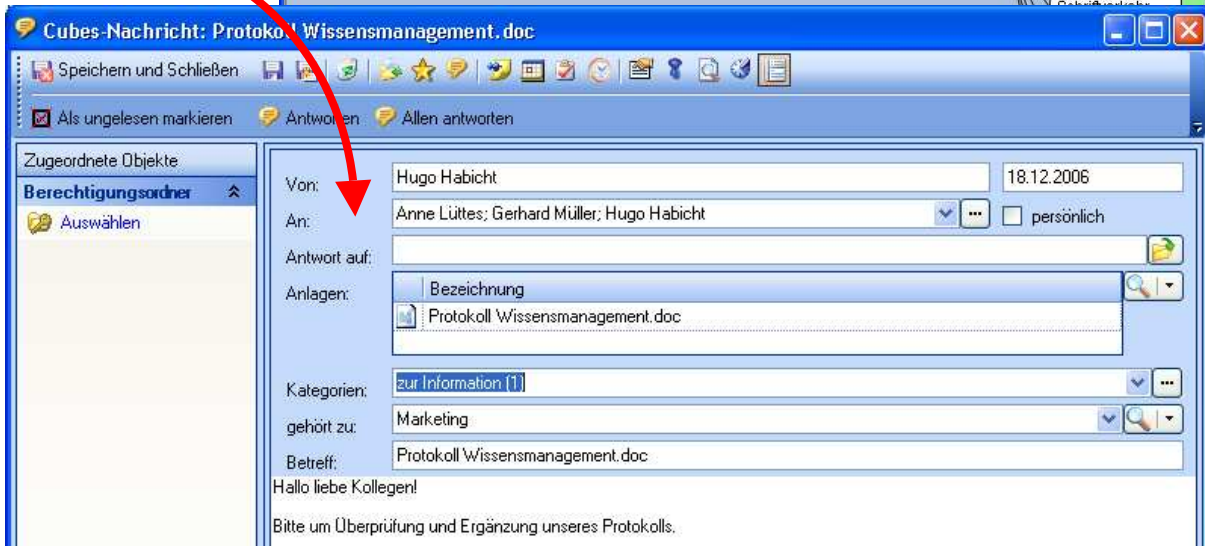 Schriftverkehr
Cubes-Nachricht: Protokoll Wissensmanagement.doc
Speichern und Schließen
Als ungelesen markieren Antworten Allen antworten
Zugeordnete Objekte
Berechtigungsordner
Auswählen
Von: Hugo Habicht 18.12.2006
An: Anne Lüttes; Gerhard Müller; Hugo Habicht ... persönlich
Antwort auf:
Anlagen: Bezeichnung
Protokoll Wissensmanagement.doc
Kategorien: zur Information (1) ...
gehört zu: Marketing
Betreff: Protokoll Wissensmanagement.doc
Hallo liebe Kollegen!
Bitte um Überprüfung und Ergänzung unseres Protokolls.